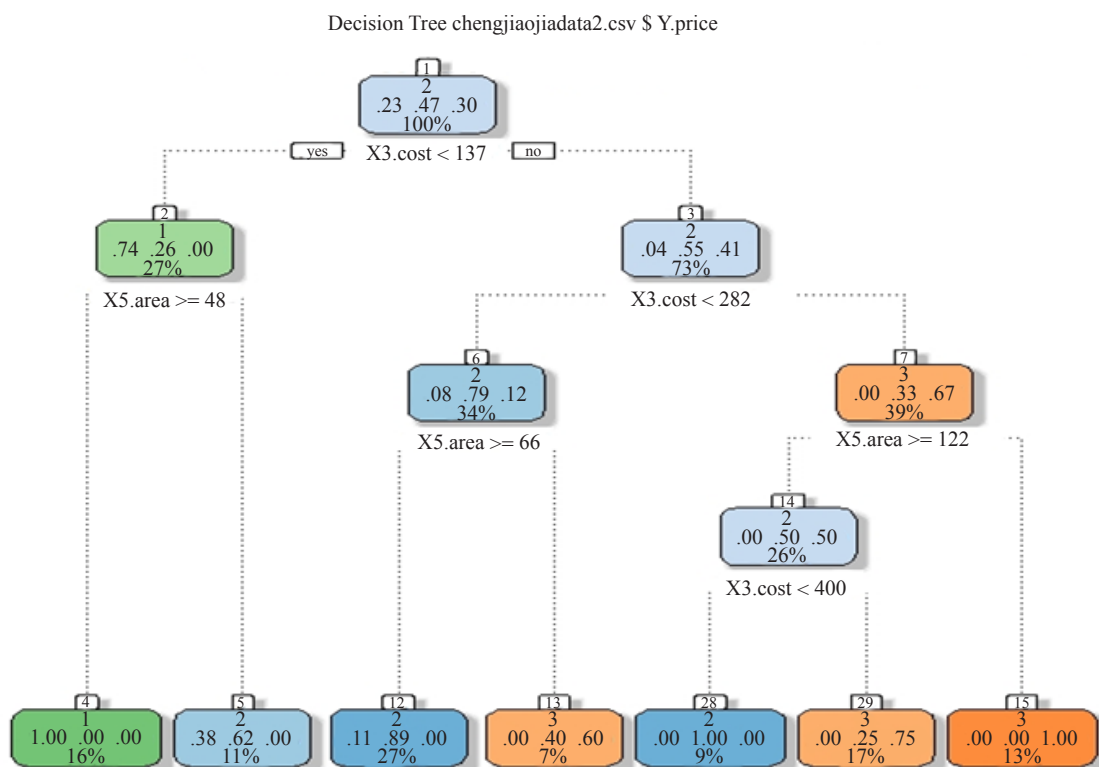 Decision Tree chengjiaojiadata2.csv $ Y.price
1
2
.23 .47 .30
100%
yes X3.cost < 137 no
2
1
.74 .26 .00
27%
X5.area >= 48
3
2
.04 .55 .41
73%
X3.cost < 282
6
2
.08 .79 .12
34%
X5.area >= 66
7
3
.00 .33 .67
39%
X5.area >= 122
14
2
.00 .50 .50
26%
X3.cost < 400
4
1
1.00 .00 .00
16%
5
2
.38 .62 .00
11%
12
2
.11 .89 .00
27%
13
3
.00 .40 .60
7%
28
2
.00 1.00 .00
9%
29
3
.00 .25 .75
17%
15
3
.00 .00 1.00
13%